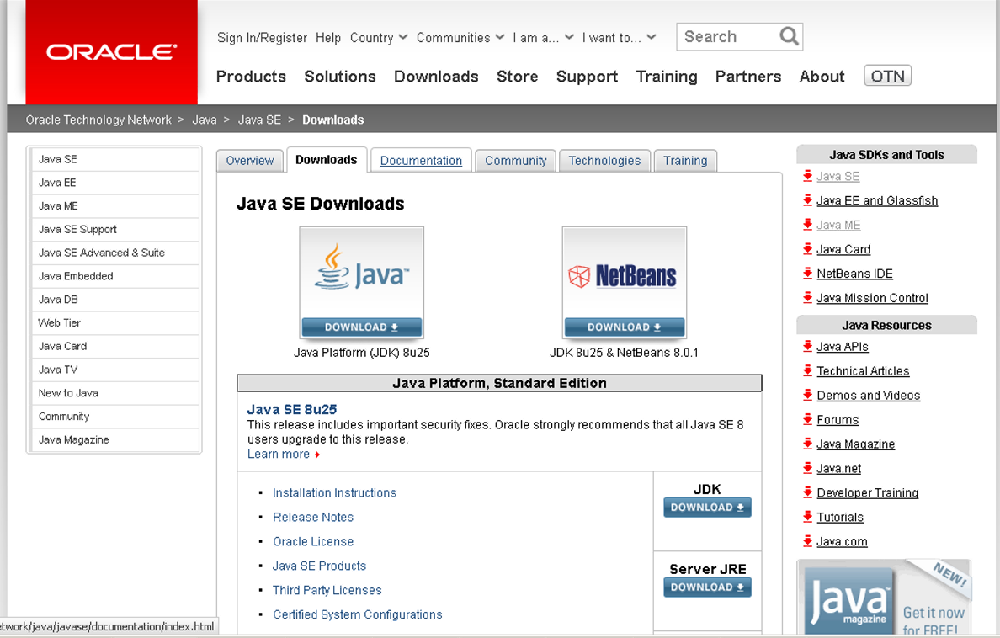 ORACLE
Sign In/Register Help Country Communities I am a... I want to... Search
Products Solutions Downloads Store Support Training Partners About OTN
Oracle Technology Network > Java > Java SE > Downloads
Java SE
Java EE
Java ME
Java SE Support
Java SE Advanced & Suite
Java Embedded
Java DB
Web Tier
Java Card
Java TV
New to Java
Community
Java Magazine
Overview Downloads Documentation Community Technologies Training
Java SE Downloads
Java™
DOWNLOAD
Java Platform (JDK) 8u25
NetBeans
DOWNLOAD
JDK 8u25 & NetBeans 8.0.1
Java Platform, Standard Edition
Java SE 8u25
This release includes important security fixes. Oracle strongly recommends that all Java SE 8
users upgrade to this release.
Learn more
Installation Instructions
Release Notes
Oracle License
Java SE Products
Third Party Licenses
Certified System Configurations
JDK
DOWNLOAD
Server JRE
DOWNLOAD
Java SDKs and Tools
Java SE
Java EE and Glassfish
Java ME
Java Card
NetBeans IDE
Java Mission Control
Java Resources
Java APIs
Technical Articles
Demos and Videos
Forums
Java Magazine
Java.net
Developer Training
Tutorials
Java.com
NEW!
Java™
magazine
Get it now
for FREE!
etwork/java/javase/documentation/index.html